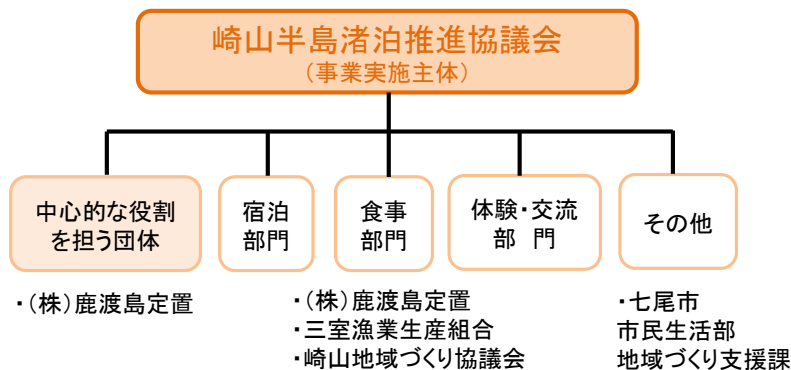 崎山半島渚泊推進協議会
（事業実施主体）
中心的な役割
を担う団体
宿泊
部門
食事
部門
体験・交流
部　門
その他
・（株）鹿渡島定置
・（株）鹿渡島定置
・三室漁業生産組合
・崎山地域づくり協議会
・七尾市
市民生活部
地域づくり支援課